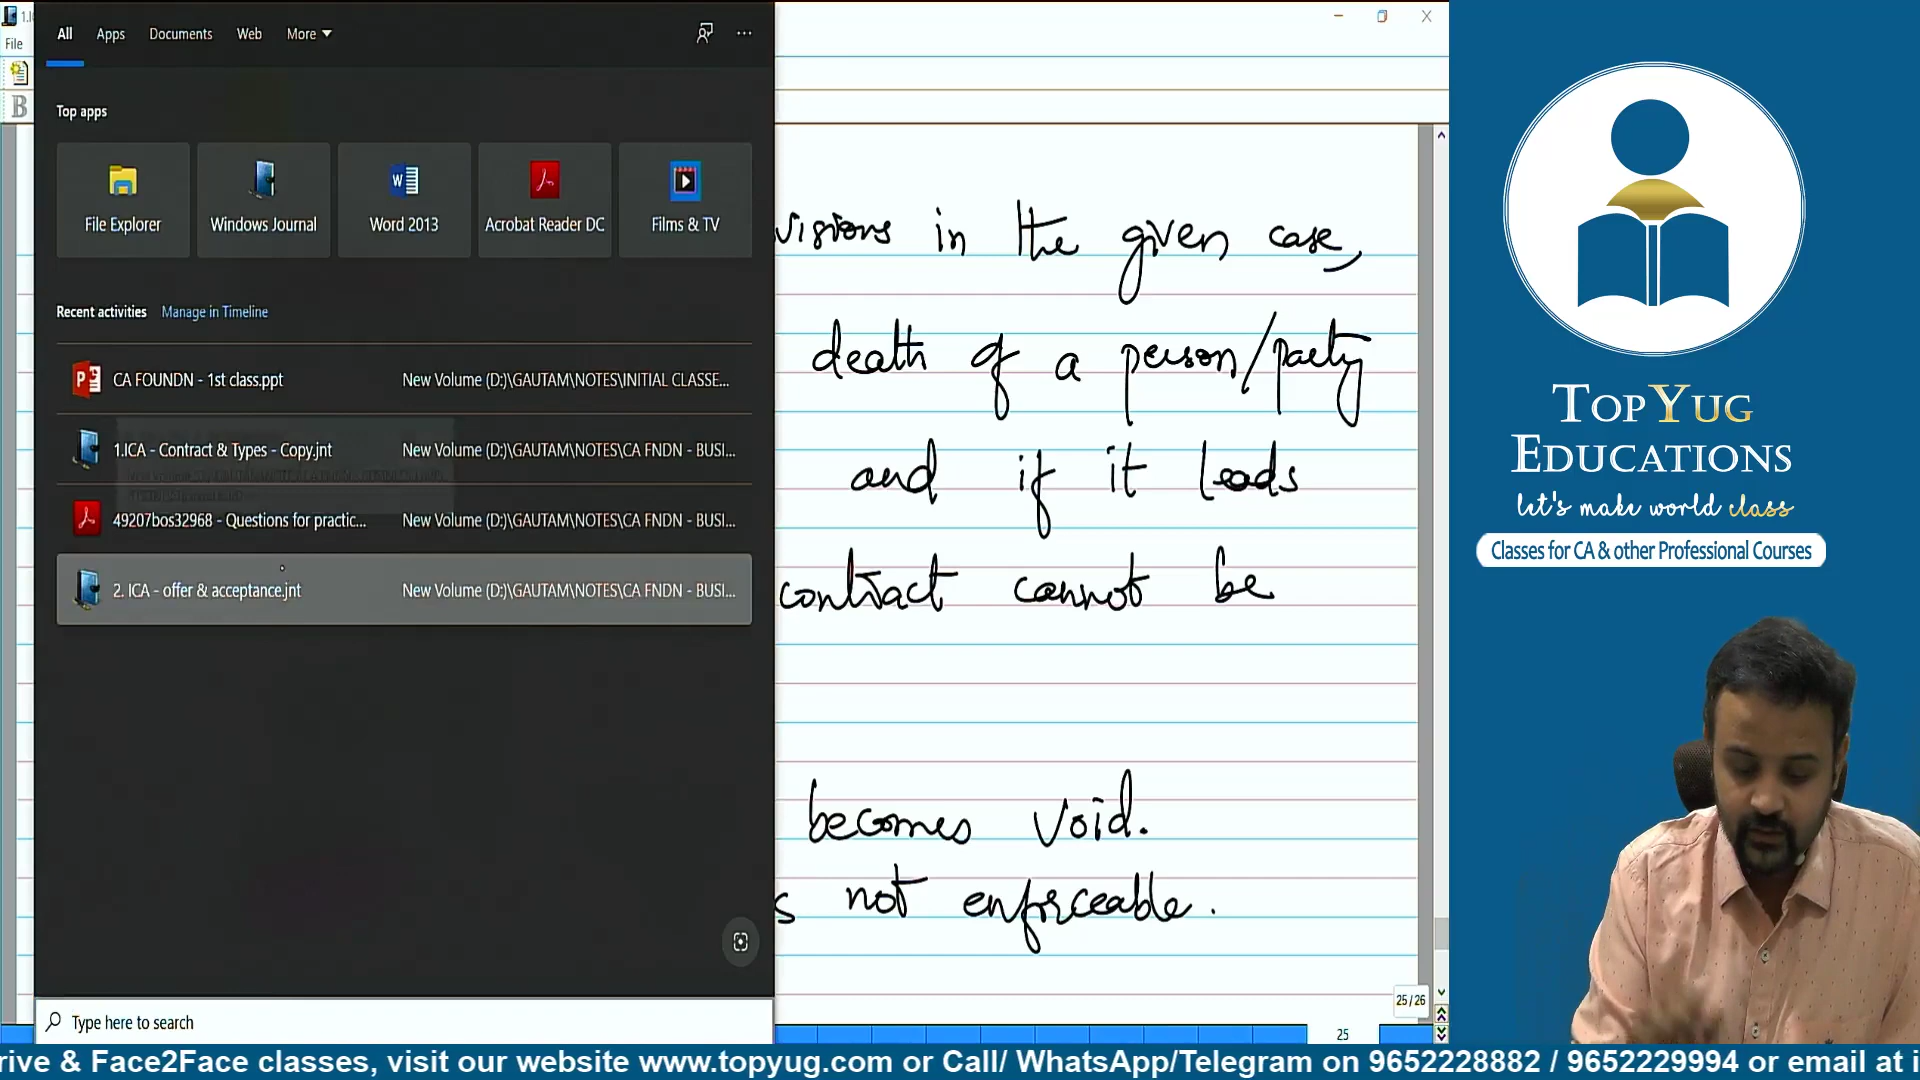 All
Apps
Documents
Web
More
File
Top apps
File Explorer
Windows Journal
Word 2013
Acrobat Reader DC
Films & TV
Recent activities
Manage in Timeline
CA FOUNDN - 1st class.ppt
New Volume (D:)\GAUTAM\NOTES\INITIAL CLASSE...
1.ICA - Contract & Types - Copy.jnt
New Volume (D:)\GAUTAM\NOTES\CA FNDN - BUSI...
49207bos32968 - Questions for practic...
New Volume (D:)\GAUTAM\NOTES\CA FNDN - BUSI...
2. ICA - offer & acceptance.jnt
New Volume (D:)\GAUTAM\NOTES\CA FNDN - BUSI...
Type here to search
visions in the given case,
death of a person/party
and if it leads
contract cannot be
becomes void.
s not enforceable.
25 / 26
25
TOPYUG
EDUCATIONS
let's make world class
Classes for CA & other Professional Courses
rive & Face2Face classes, visit our website www.topyug.com or Call/ WhatsApp/Telegram on 9652228882 / 9652229994 or email at i